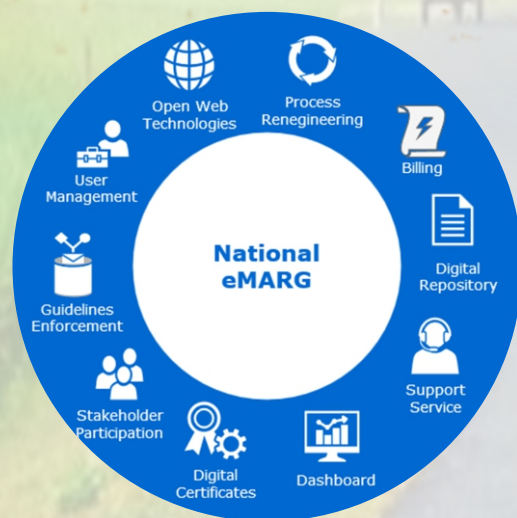 National
eMARG
Open Web
Technologies
Process
Renegineering
Billing
Digital
Repository
Support
Service
Dashboard
Digital
Certificates
Stakeholder
Participation
Guidelines
Enforcement
User
Management